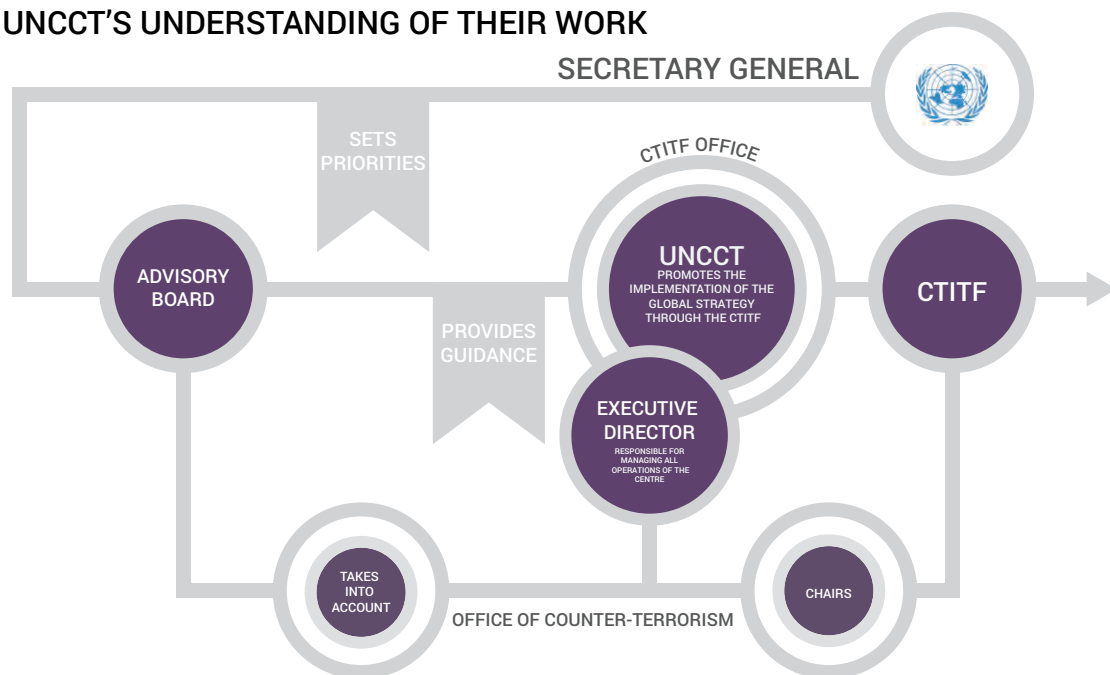 UNCCT'S UNDERSTANDING OF THEIR WORK
SECRETARY GENERAL
SETS
PRIORITIES
CTITF OFFICE
ADVISORY
BOARD
UNCCT
PROMOTES THE
IMPLEMENTATION OF THE
GLOBAL STRATEGY
THROUGH THE CTITF
CTITF
PROVIDES
GUIDANCE
EXECUTIVE
DIRECTOR
RESPONSIBLE FOR
MANAGING ALL
OPERATIONS OF THE
CENTRE
TAKES
INTO
ACCOUNT
OFFICE OF COUNTER-TERRORISM
CHAIRS